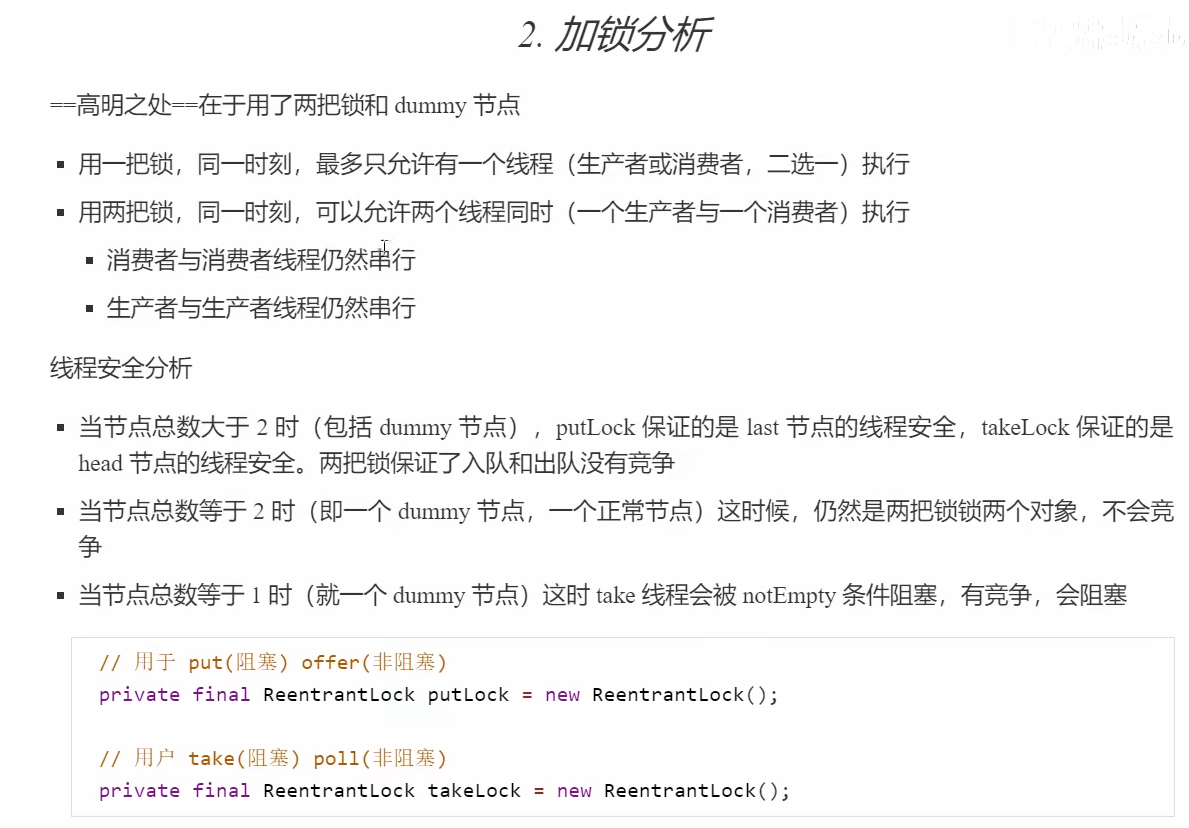 2. 加锁分析
==高明之处==在于用了两把锁和 dummy 节点
▪ 用一把锁，同一时刻，最多只允许有一个线程（生产者或消费者，二选一）执行
▪ 用两把锁，同一时刻，可以允许两个线程同时（一个生产者与一个消费者）执行
▪ 消费者与消费者线程仍然串行
▪ 生产者与生产者线程仍然串行
线程安全分析
▪ 当节点总数大于 2 时（包括 dummy 节点），putLock 保证的是 last 节点的线程安全，takeLock 保证的是
head 节点的线程安全。两把锁保证了入队和出队没有竞争
▪ 当节点总数等于 2 时（即一个 dummy 节点，一个正常节点）这时候，仍然是两把锁锁两个对象，不会竞
争
▪ 当节点总数等于 1 时（就一个 dummy 节点）这时 take 线程会被 notEmpty 条件阻塞，有竞争，会阻塞
// 用于 put(阻塞) offer(非阻塞)
private final ReentrantLock putLock = new ReentrantLock();
// 用户 take(阻塞) poll(非阻塞)
private final ReentrantLock takeLock = new ReentrantLock();